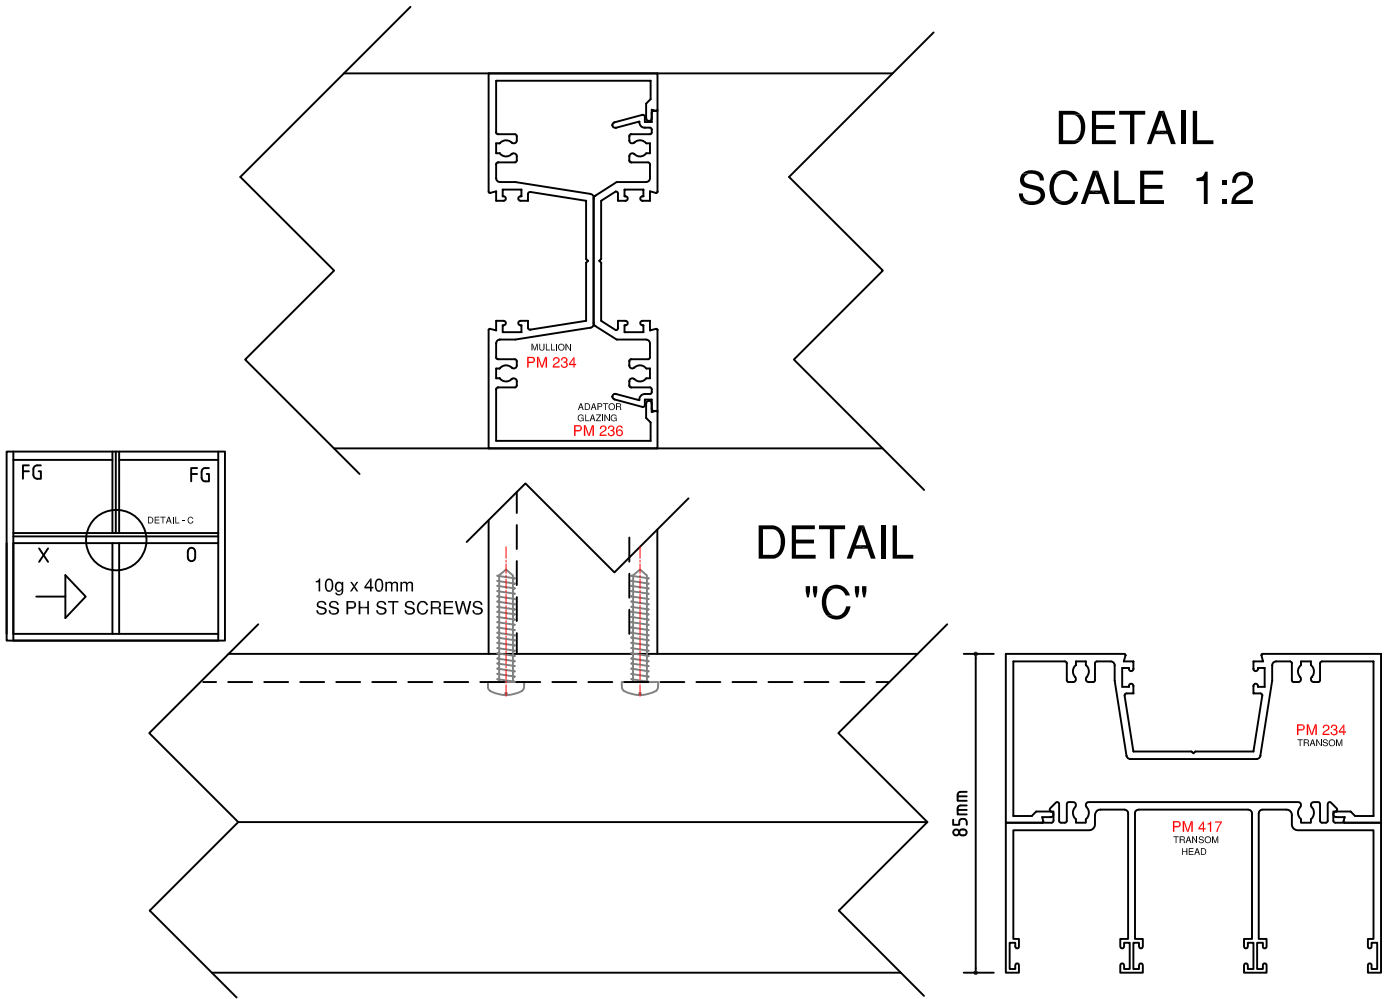 DETAIL
SCALE 1:2
MULLION
PM 234
ADAPTOR
GLAZING
PM 236
FG
FG
DETAIL - C
X
O
DETAIL
"C"
10g x 40mm
SS PH ST SCREWS
85mm
PM 234
TRANSOM
PM 417
TRANSOM
HEAD